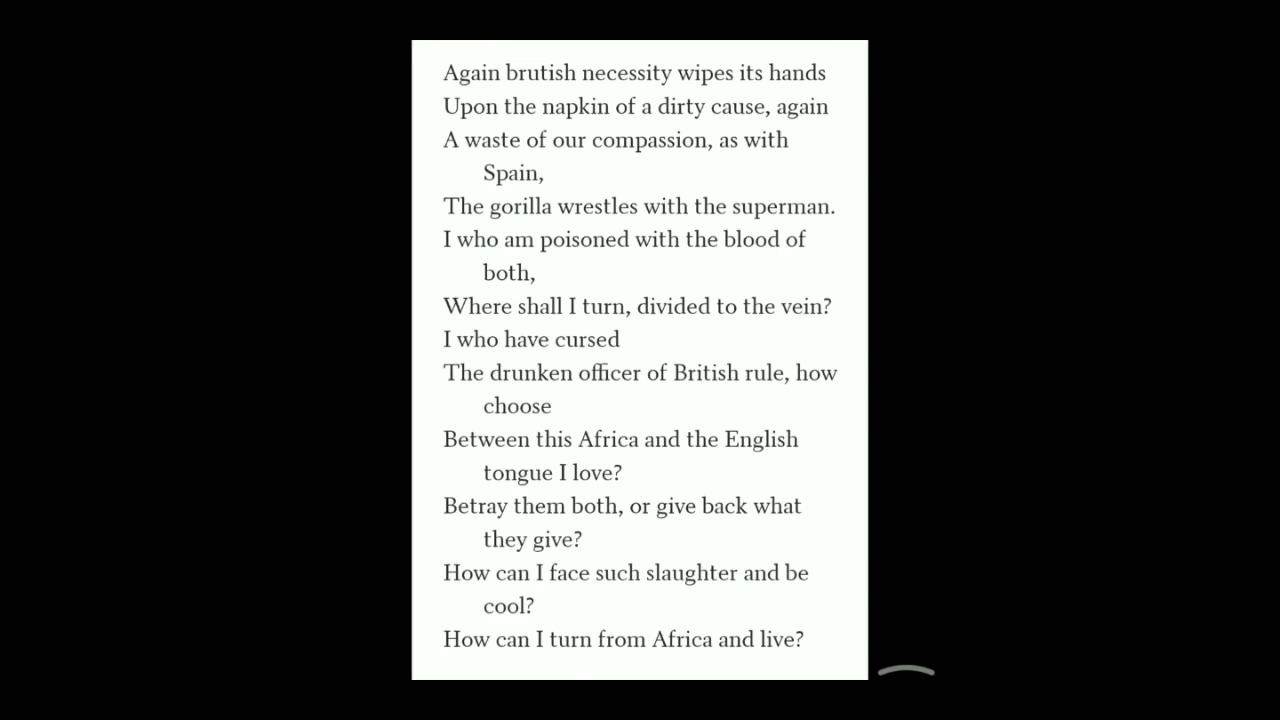 Again brutish necessity wipes its hands
Upon the napkin of a dirty cause, again
A waste of our compassion, as with
Spain,
The gorilla wrestles with the superman.
I who am poisoned with the blood of
both,
Where shall I turn, divided to the vein?
I who have cursed
The drunken officer of British rule, how
choose
Between this Africa and the English
tongue I love?
Betray them both, or give back what
they give?
How can I face such slaughter and be
cool?
How can I turn from Africa and live?